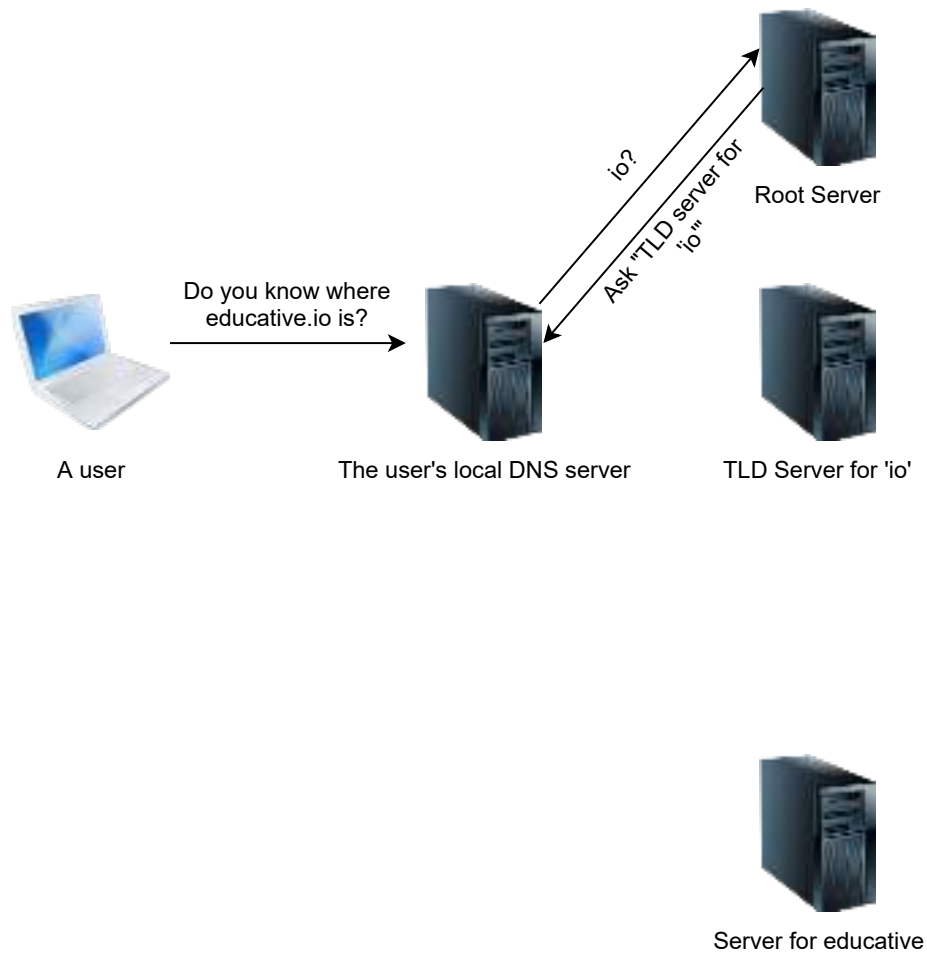 io?
Ask "TLD server for
'io'"
Root Server
Do you know where
educative.io is?
A user
The user's local DNS server
TLD Server for 'io'
Server for educative